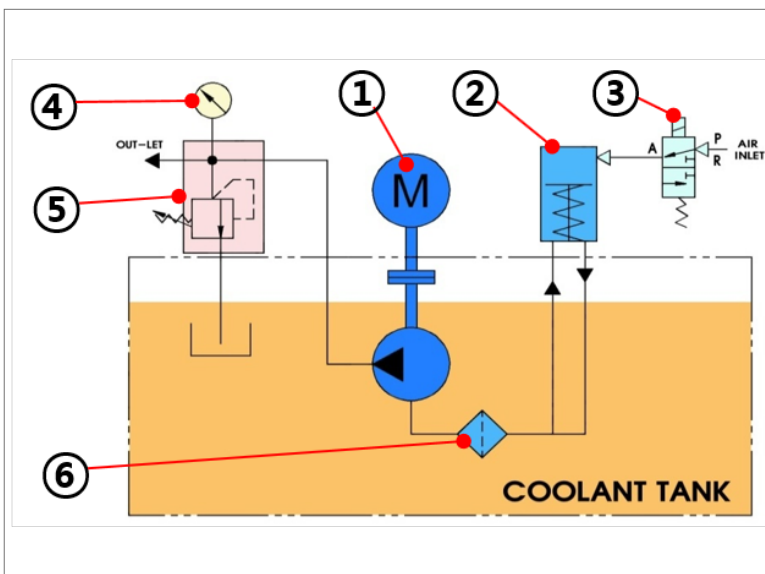 ④
①
②
③
OUT-LET
A
P
R
AIR
INLET
⑤
M
⑥
COOLANT TANK